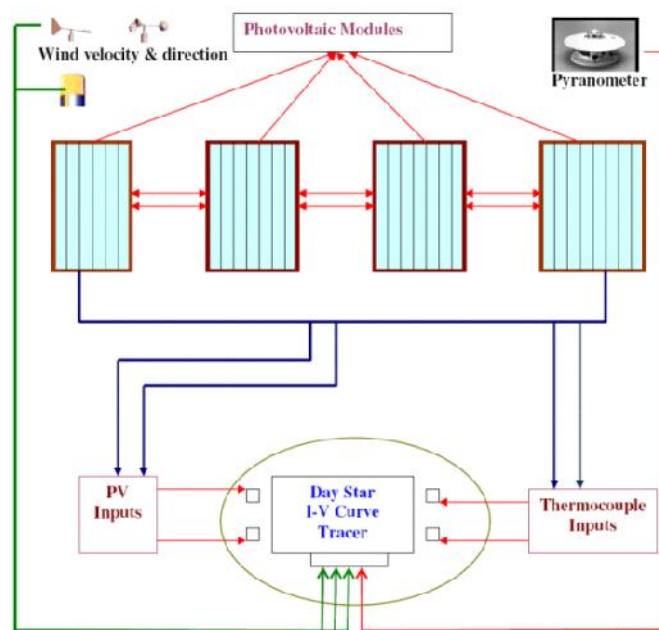 Wind velocity & direction
Photovoltaic Modules
Pyranometer
PV
Inputs
Day Star
I-V Curve
Tracer
Thermocouple
Inputs